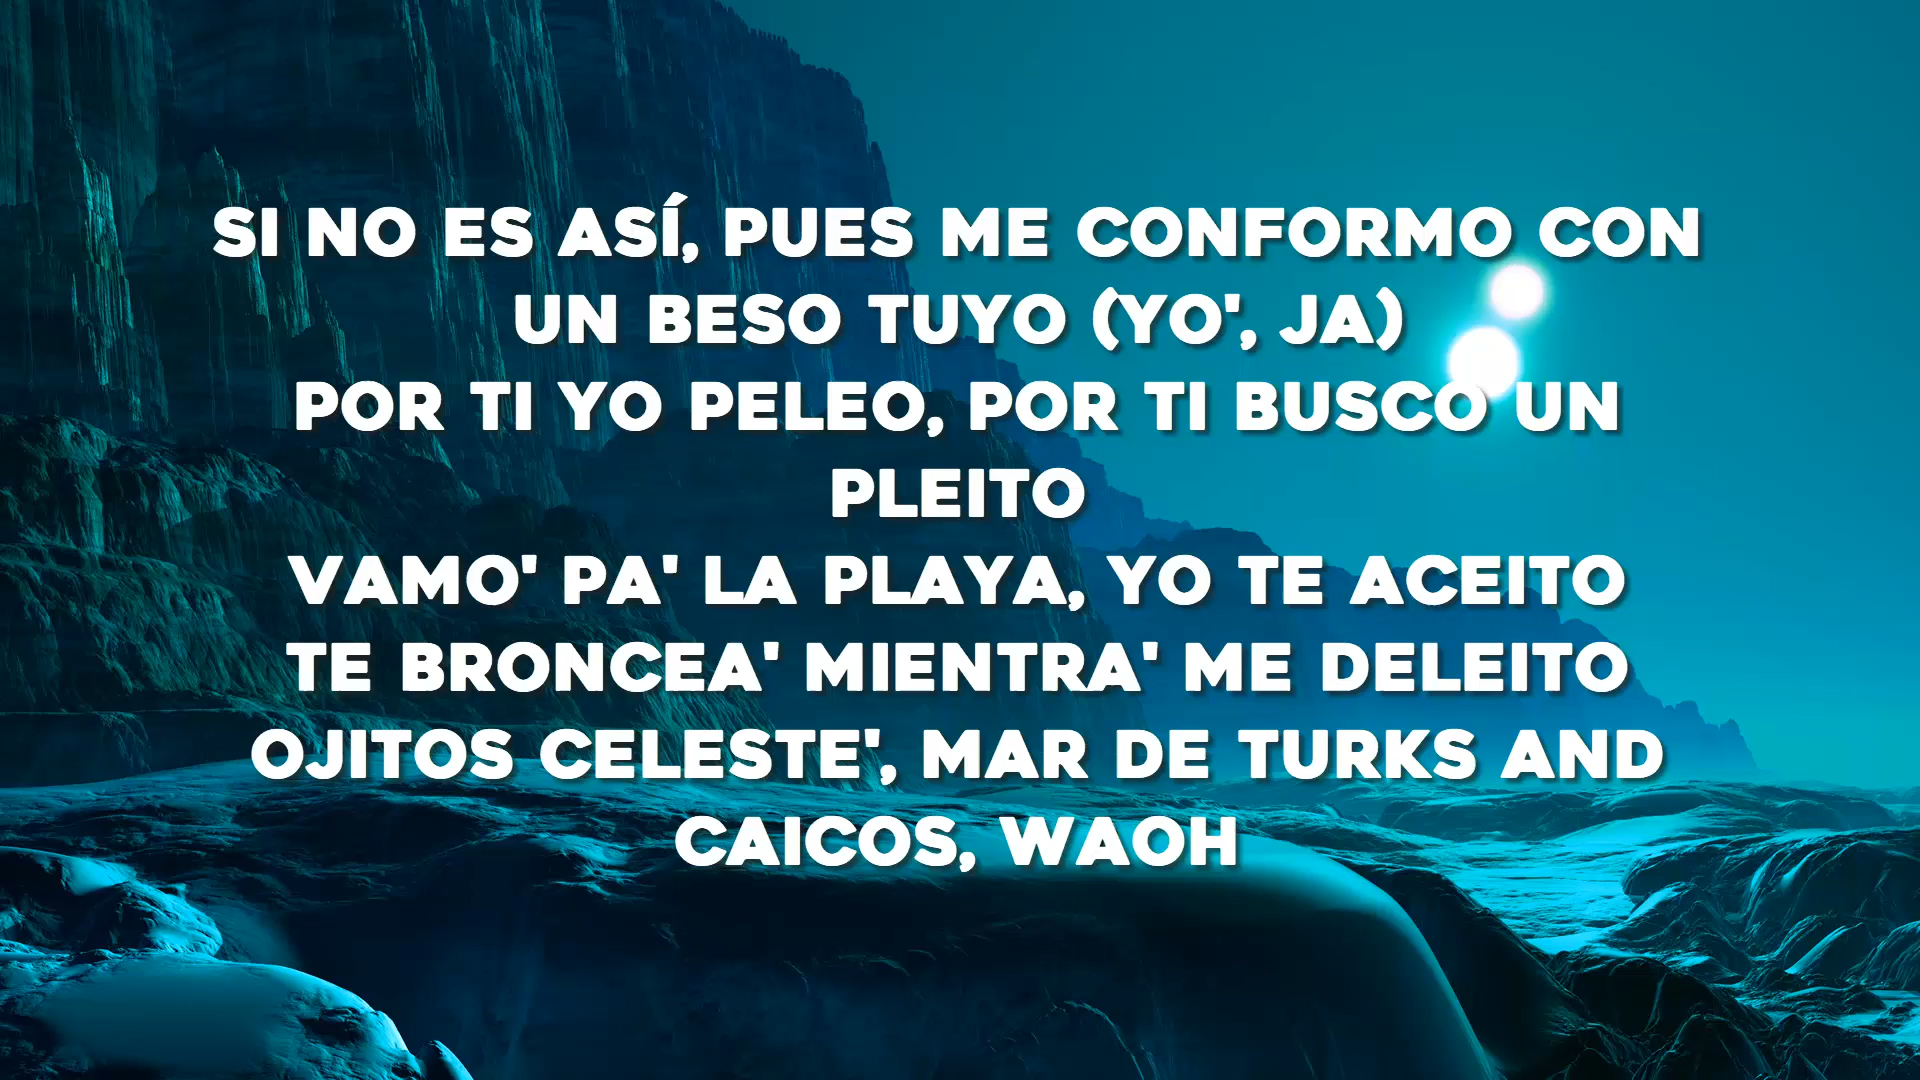 SI NO ES ASÍ, PUES ME CONFORMO CON
UN BESO TUYO (YO', JA)
POR TI YO PELEO, POR TI BUSCO UN
PLEITO
VAMO' PA' LA PLAYA, YO TE ACEITO
TE BRONCEA' MIENTRA' ME DELEITO
OJITOS CELESTE', MAR DE TURKS AND
CAICOS, WAOH